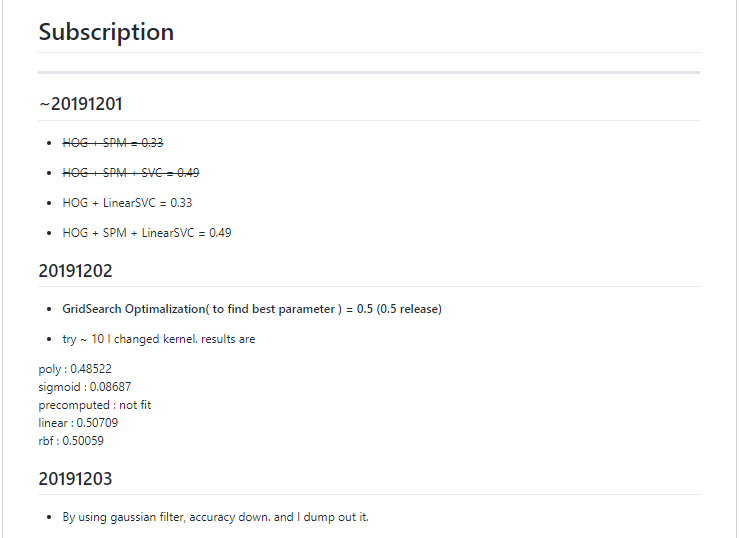 Subscription
~20191201
HOG + SPM = 0.33
HOG + SPM + SVC = 0.49
HOG + LinearSVC = 0.33
HOG + SPM + LinearSVC = 0.49
20191202
GridSearch Optimalization( to find best parameter ) = 0.5 (0.5 release)
try ~ 10 I changed kernel. results are
poly : 0.48522
sigmoid : 0.08687
precomputed : not fit
linear : 0.50709
rbf : 0.50059
20191203
By using gaussian filter, accuracy down. and I dump out it.